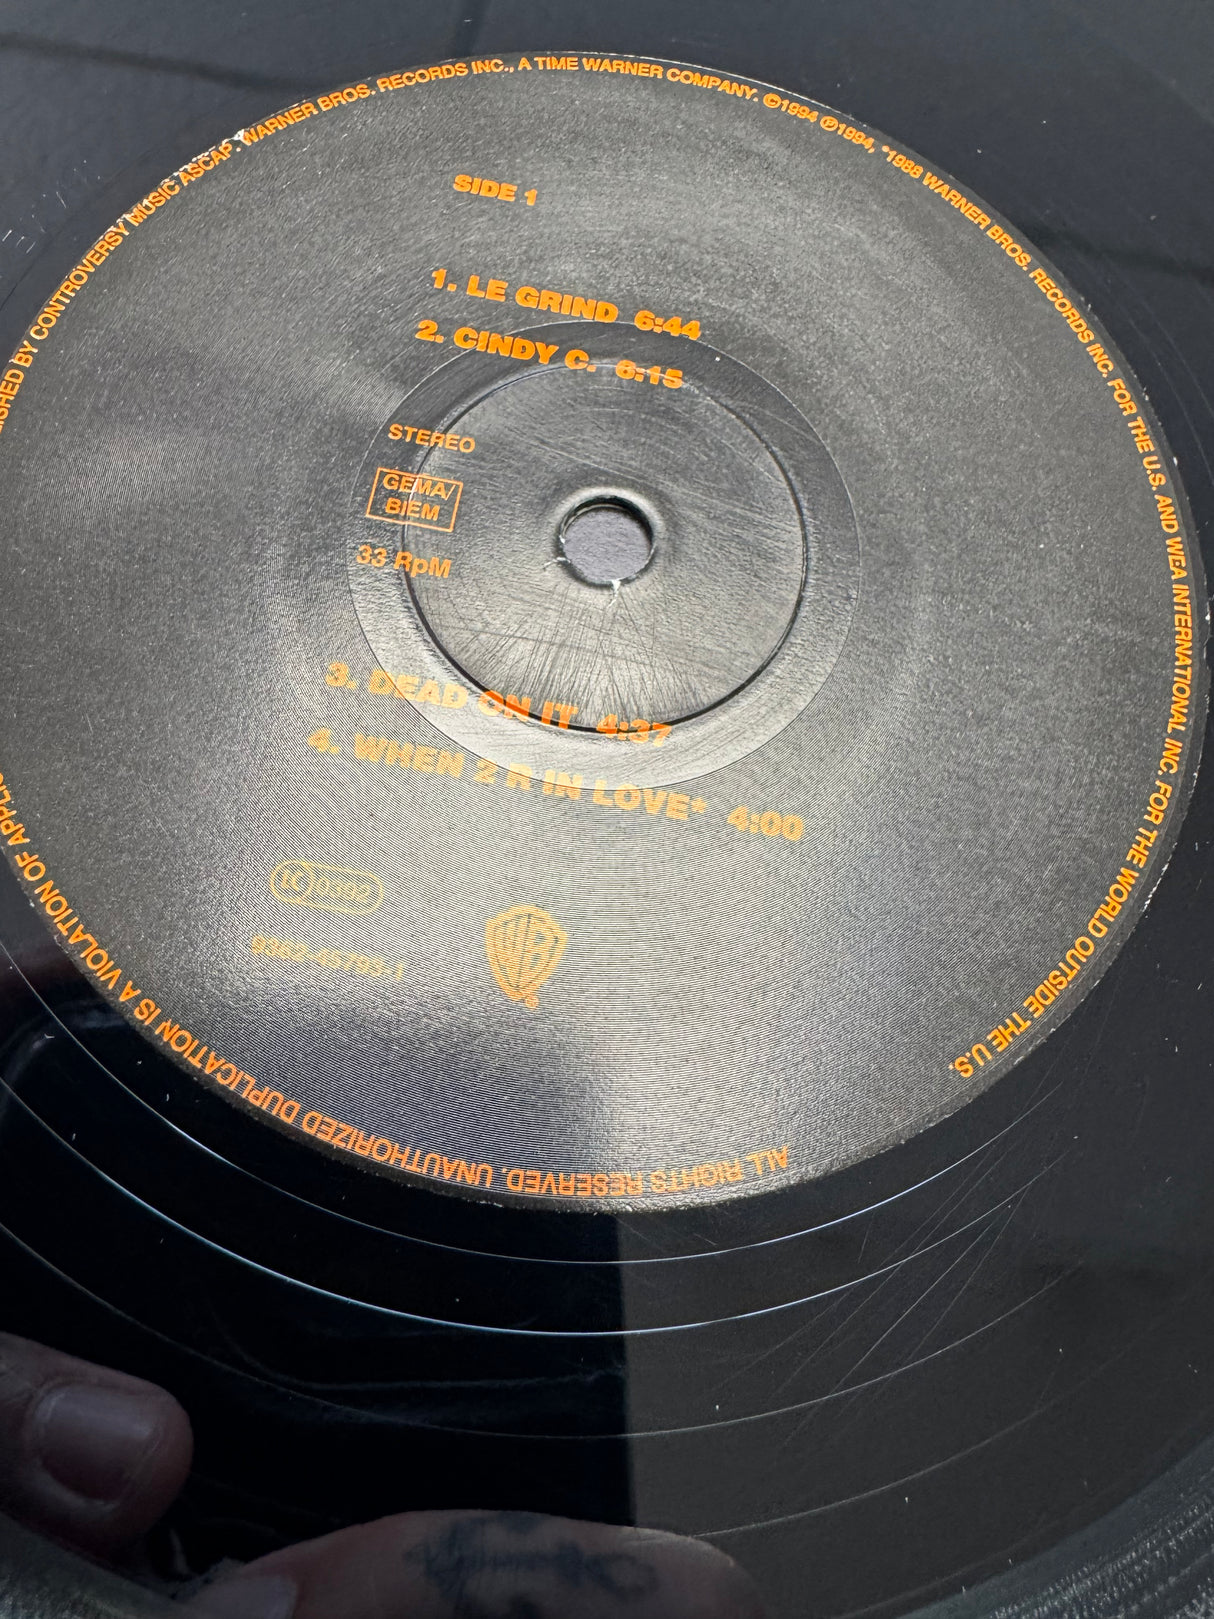 SIDE 1
1. LE GRIND 6:44
2. CINDY C. 6:15
STEREO
GEMA/
BIEM
33 RpM
3. DEAD ON IT 4:37
4. WHEN 2 R IN LOVE* 4:00
LC 0392
9362-45793-1
ALL RIGHTS RESERVED. UNAUTHORIZED DUPLICATION IS A VIOLATION OF
BY CONTROVERSY MUSIC ASCAP. WARNER BROS. RECORDS INC., A TIME WARNER COMPANY. ©1994 ℗1994, *1988 WARNER BROS. RECORDS INC. FOR THE U.S. AND WEA INTERNATIONAL INC. FOR THE WORLD OUTSIDE THE U.S.